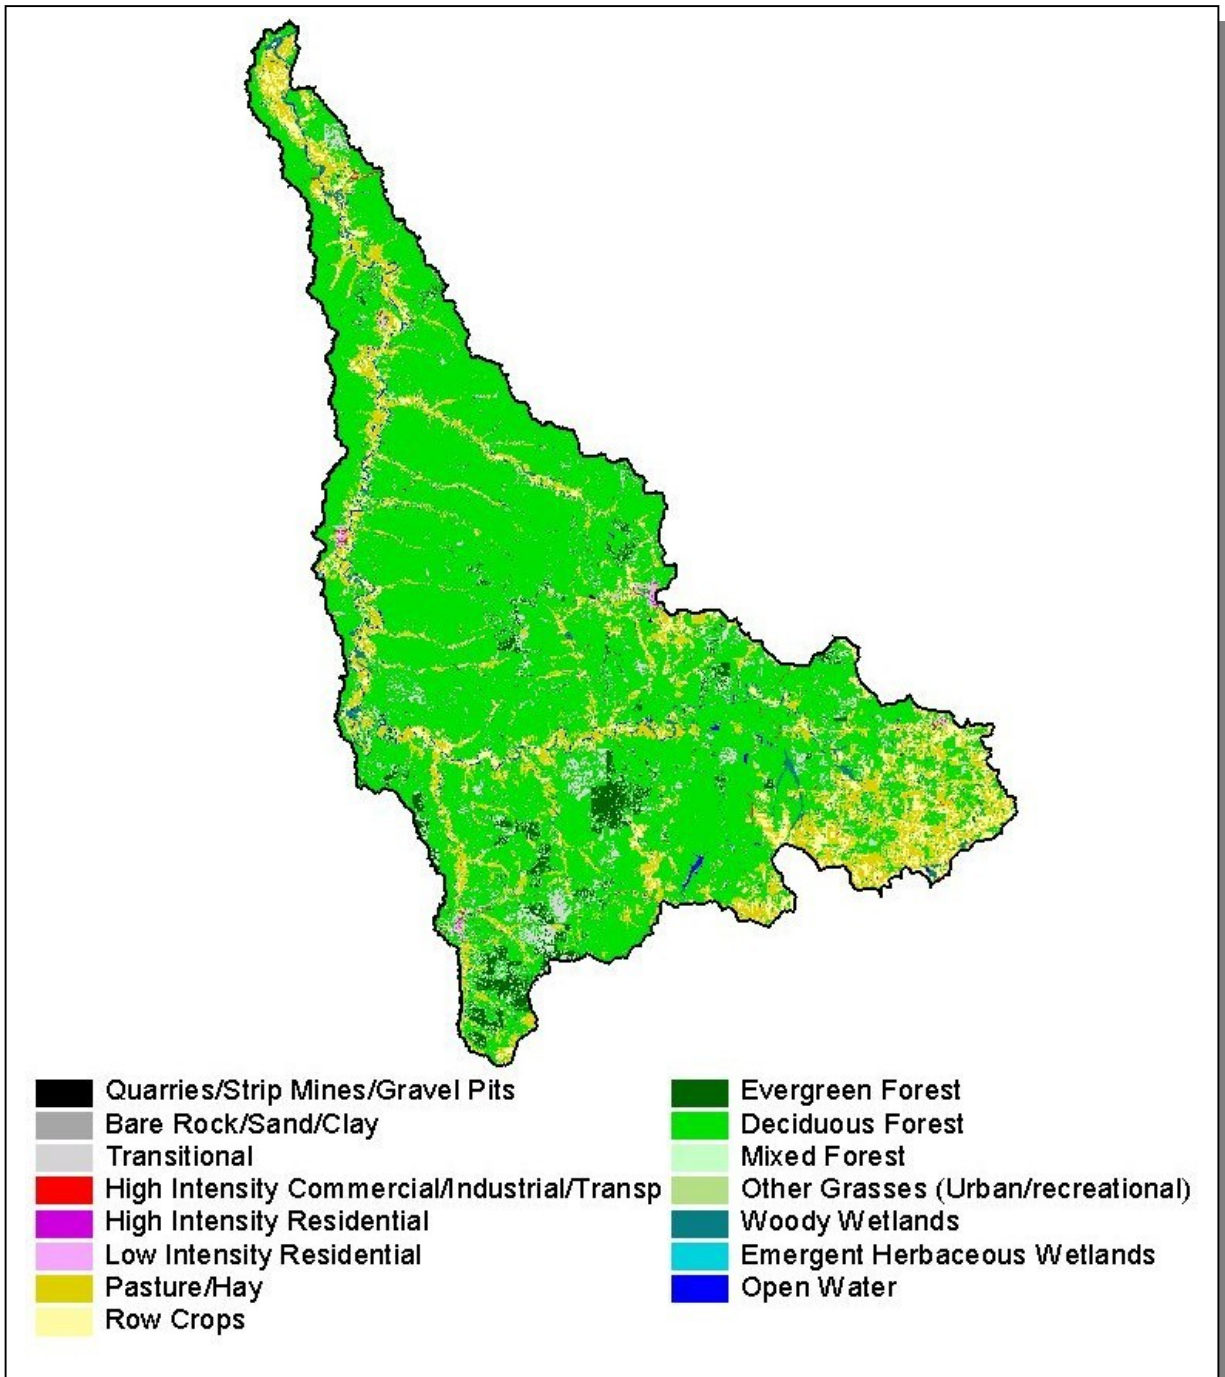 Quarries/Strip Mines/Gravel Pits
Bare Rock/Sand/Clay
Transitional
High Intensity Commercial/Industrial/Transp
High Intensity Residential
Low Intensity Residential
Pasture/Hay
Row Crops
Evergreen Forest
Deciduous Forest
Mixed Forest
Other Grasses (Urban/recreational)
Woody Wetlands
Emergent Herbaceous Wetlands
Open Water